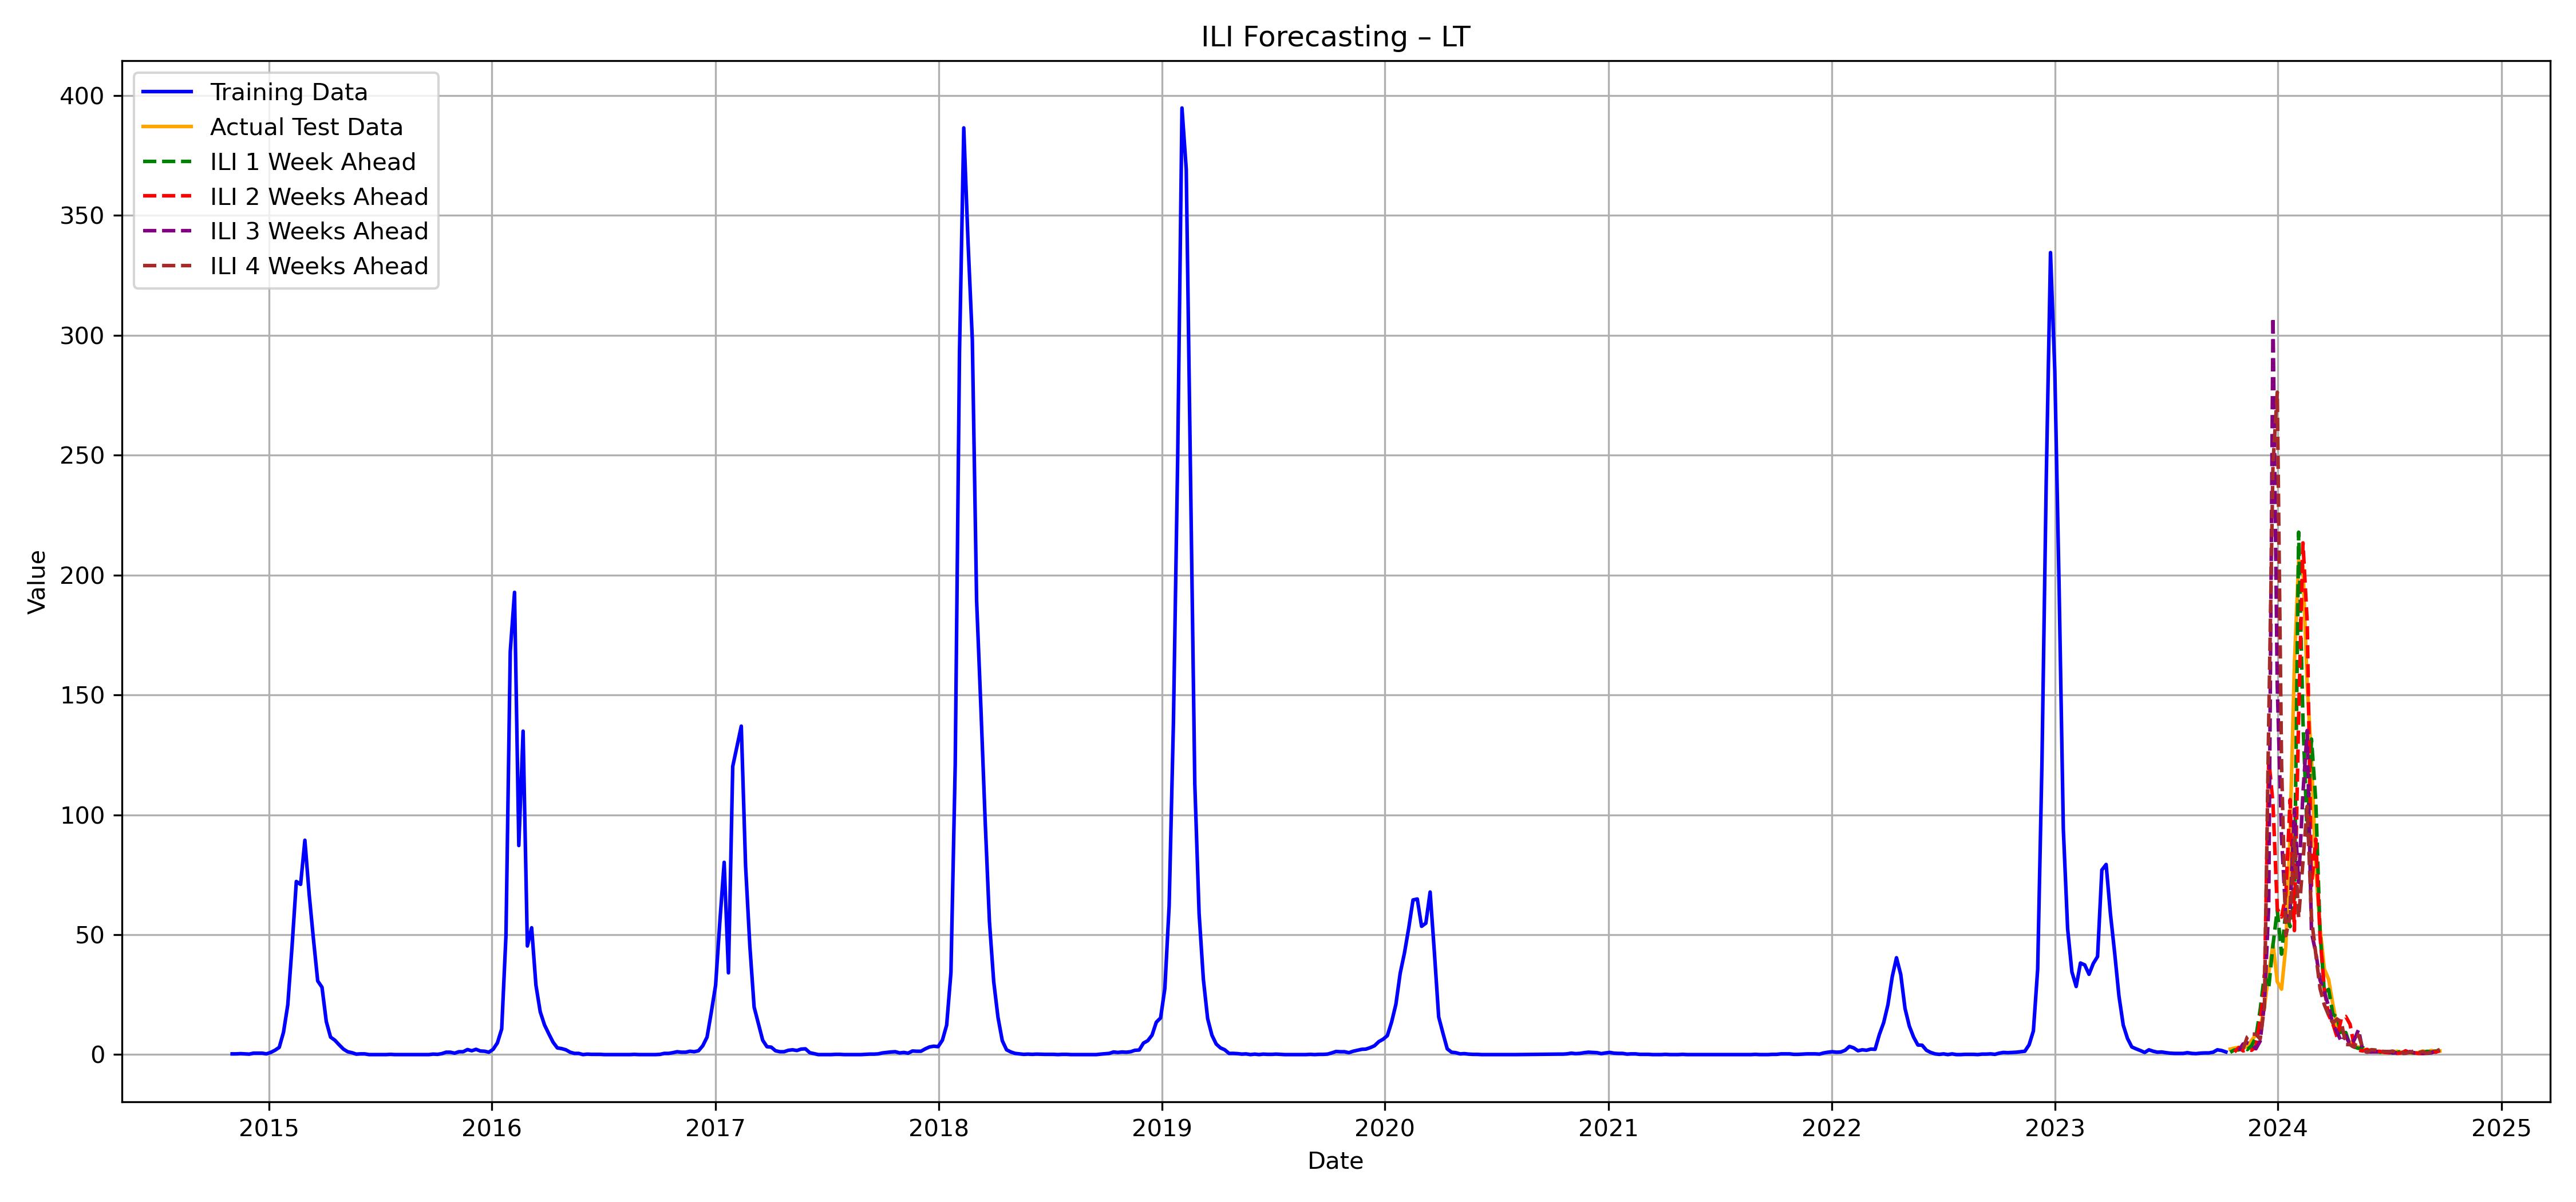 ILI Forecasting – LT
Training Data
Actual Test Data
ILI 1 Week Ahead
ILI 2 Weeks Ahead
ILI 3 Weeks Ahead
ILI 4 Weeks Ahead
400
350
300
250
200
150
100
50
0
Value
2015 2016 2017 2018 2019 2020 2021 2022 2023 2024 2025
Date